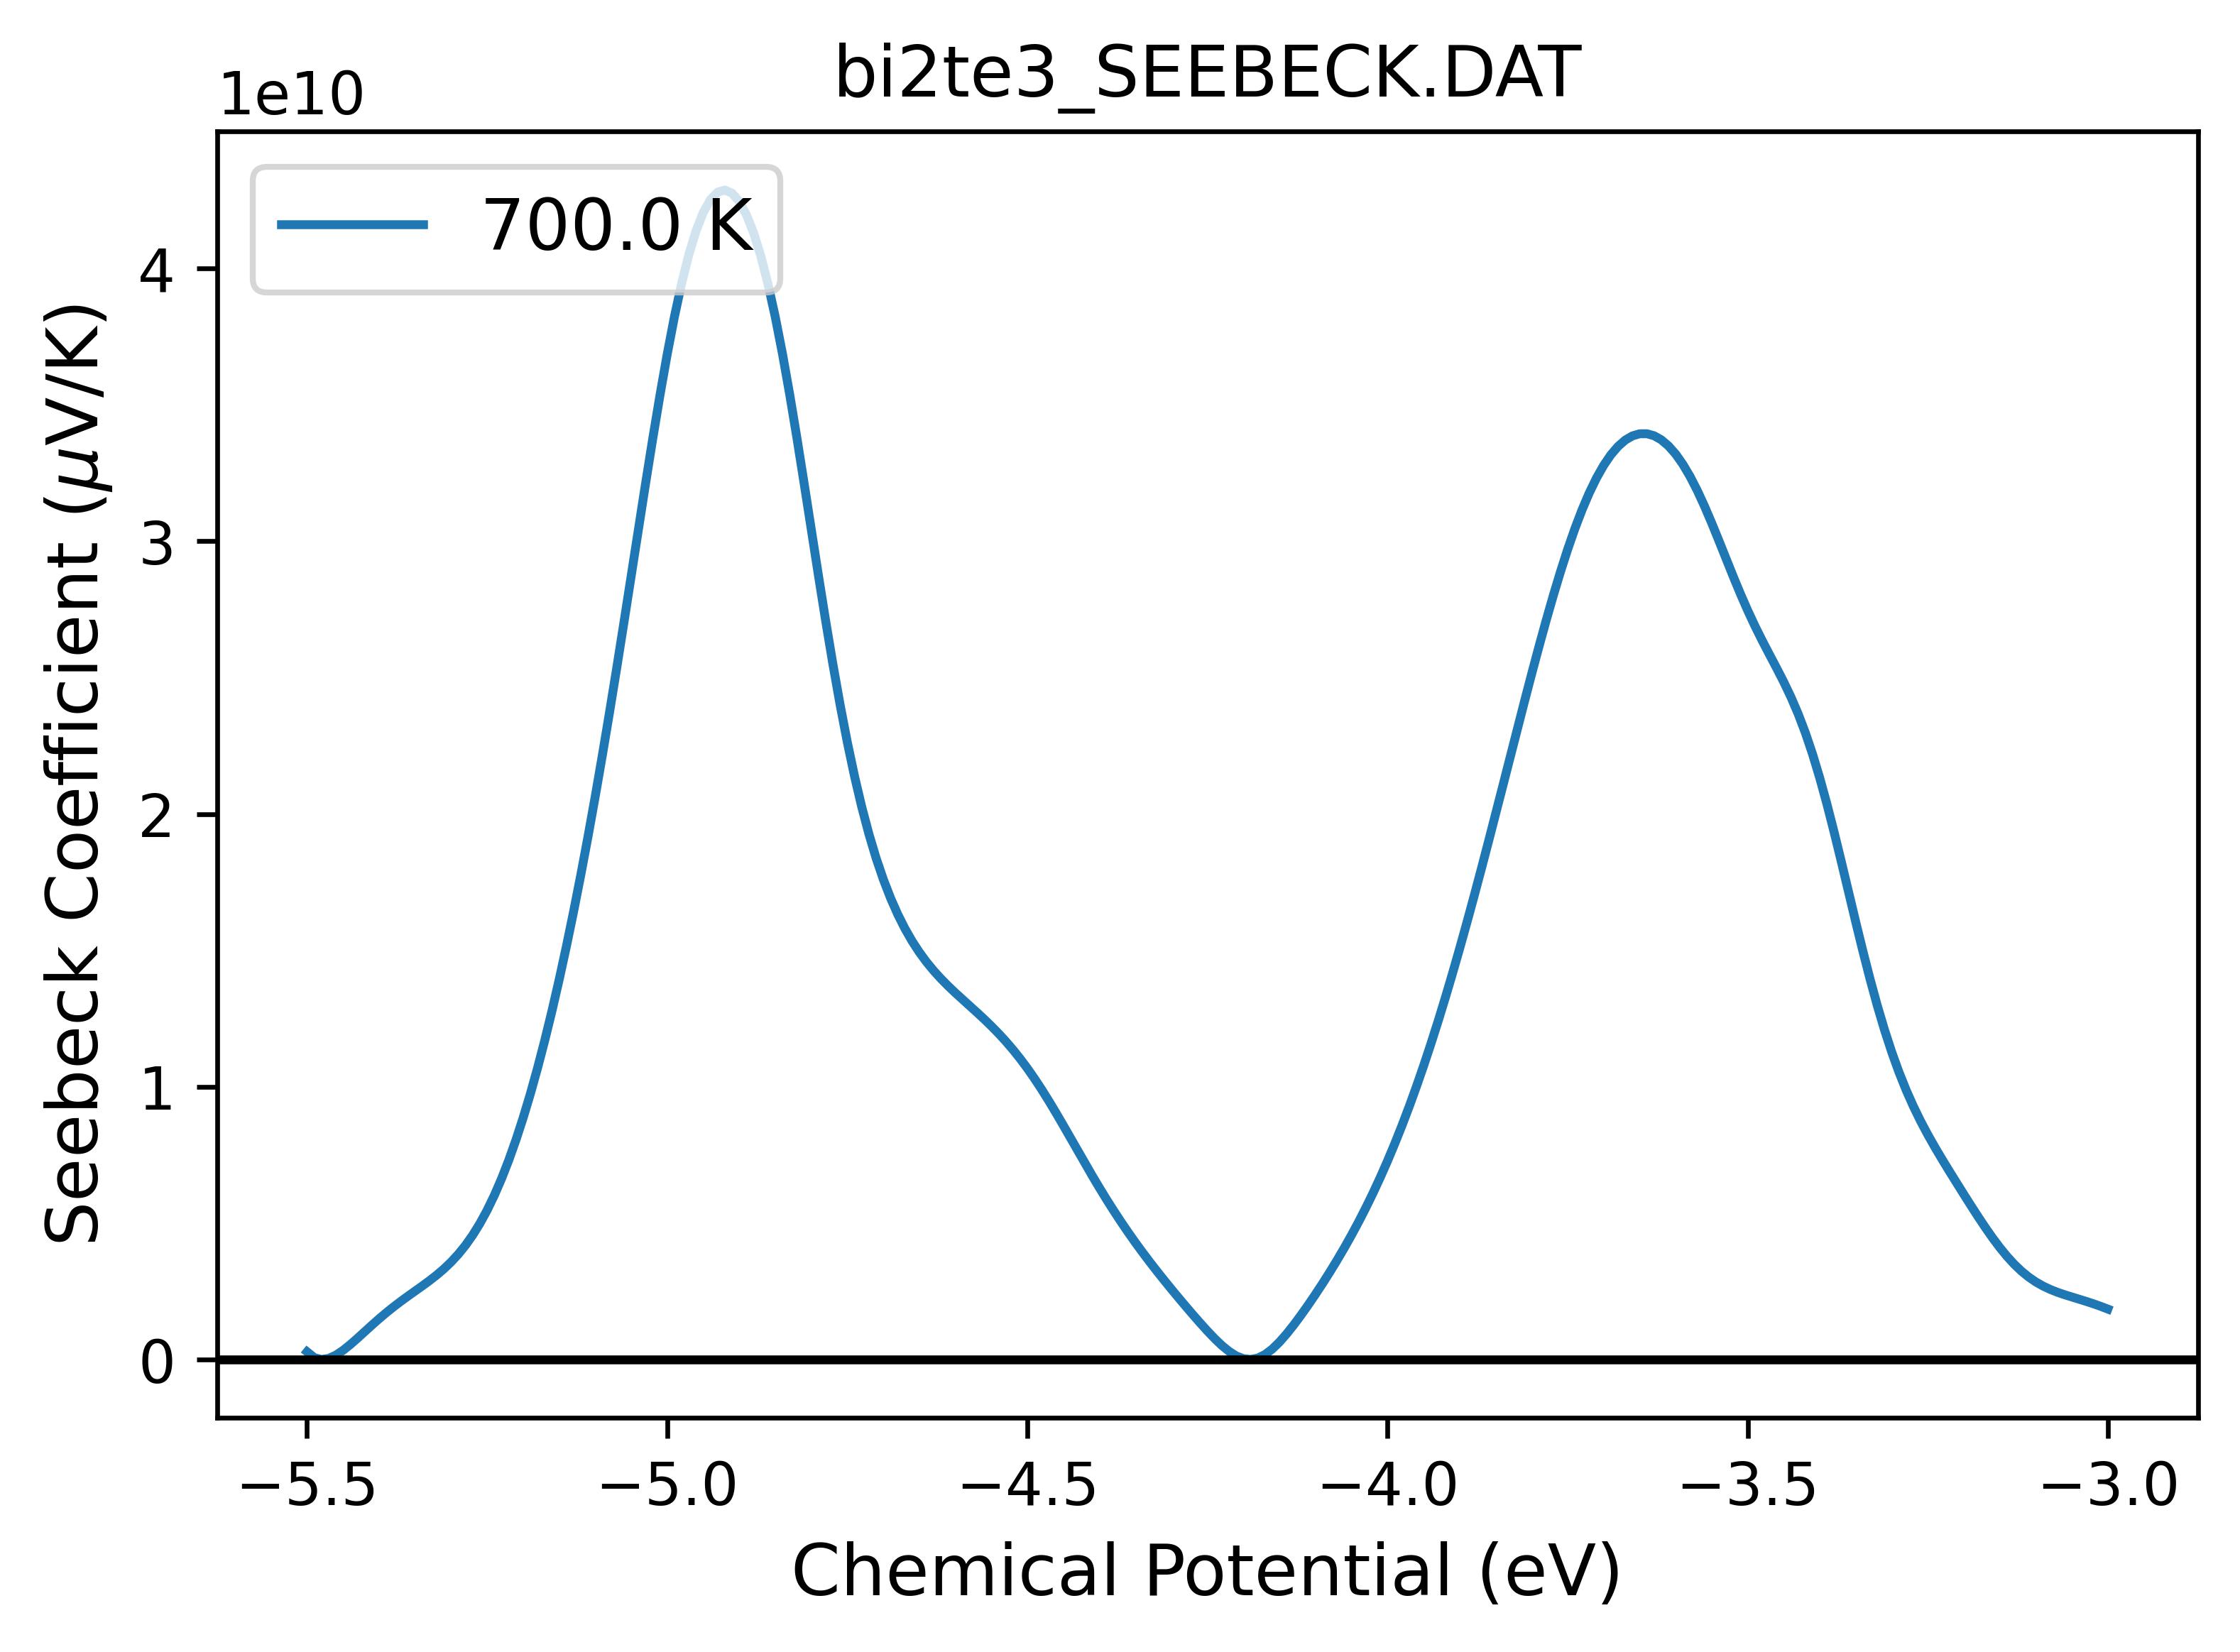 bi2te3_SEEBECK.DAT
1e10
700.0 K
4
3
2
1
0
Seebeck Coefficient (μV/K)
−5.5 −5.0 −4.5 −4.0 −3.5 −3.0
Chemical Potential (eV)